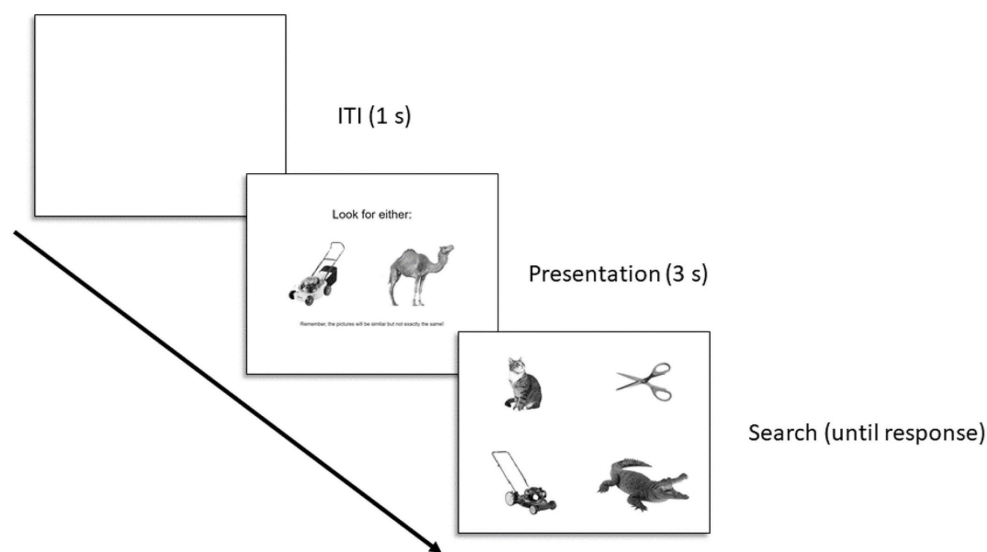 ITI (1 s)
Look for either:
Remember, the pictures will be similar but not exactly the same!
Presentation (3 s)
Search (until response)